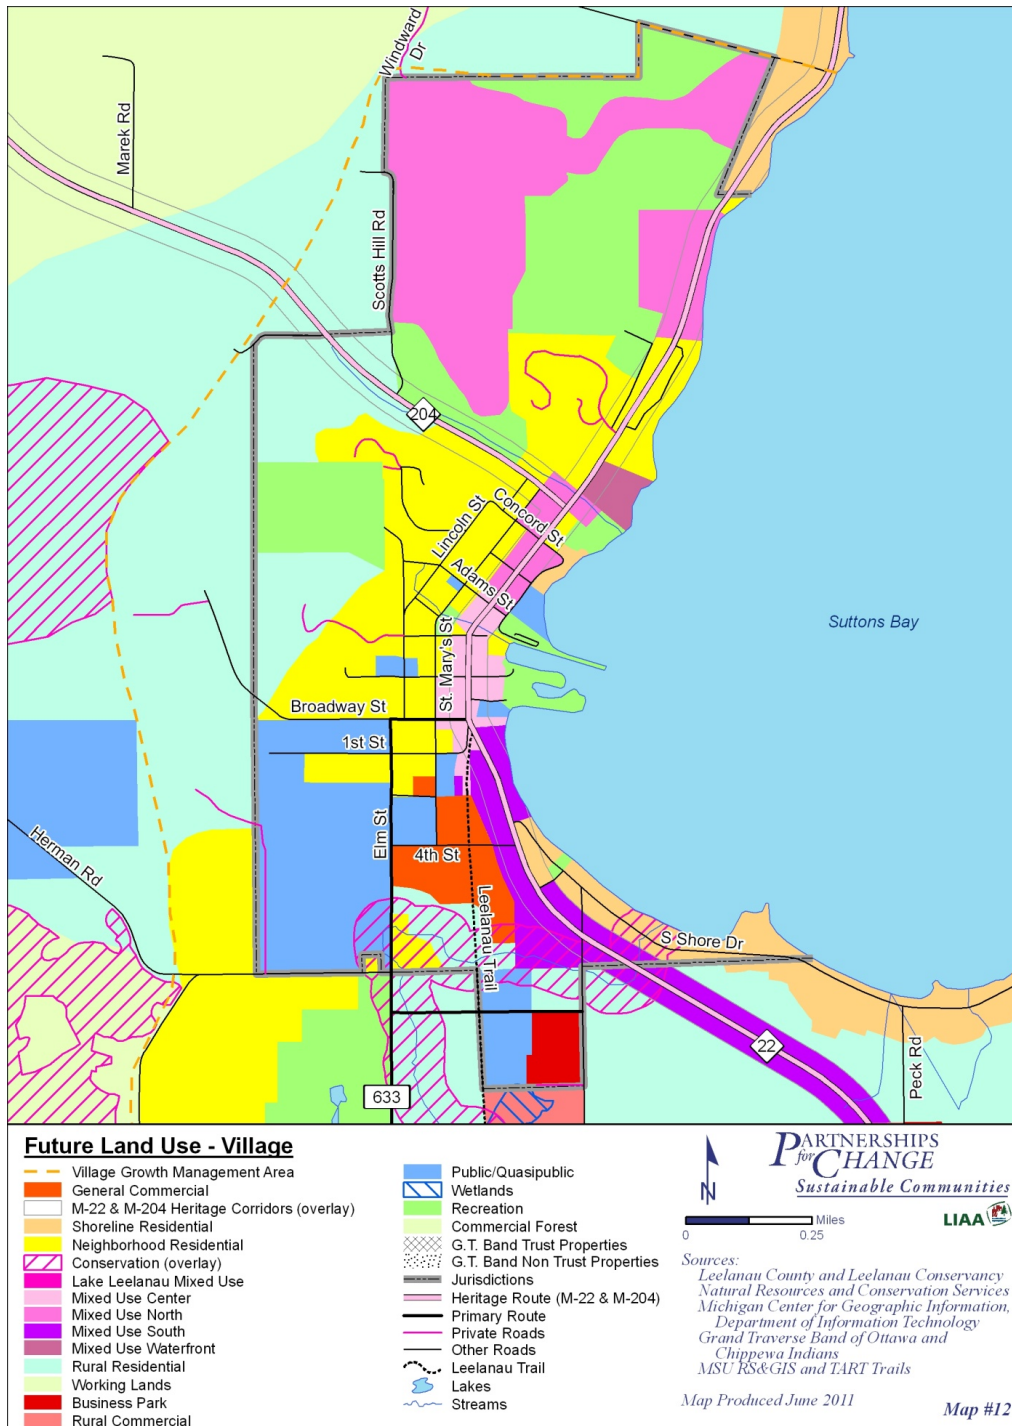 Windward
Dr
Marek Rd
Scotts Hill Rd
204
Concord St
Lincoln St
Adams St
St. Mary's St
Suttons Bay
Broadway St
1st St
Elm St
4th St
Herman Rd
Leelanau Trail
S Shore Dr
22
Peck Rd
633
Future Land Use - Village
Village Growth Management Area
General Commercial
M-22 & M-204 Heritage Corridors (overlay)
Shoreline Residential
Neighborhood Residential
Conservation (overlay)
Lake Leelanau Mixed Use
Mixed Use Center
Mixed Use North
Mixed Use South
Mixed Use Waterfront
Rural Residential
Working Lands
Business Park
Rural Commercial
Public/Quasipublic
Wetlands
Recreation
Commercial Forest
G.T. Band Trust Properties
G.T. Band Non Trust Properties
Jurisdictions
Heritage Route (M-22 & M-204)
Primary Route
Private Roads
Other Roads
Leelanau Trail
Lakes
Streams
N
PARTNERSHIPS
for CHANGE
Sustainable Communities
Miles
0 0.25
LIAA
Sources:
Leelanau County and Leelanau Conservancy
Natural Resources and Conservation Services
Michigan Center for Geographic Information,
Department of Information Technology
Grand Traverse Band of Ottawa and
Chippewa Indians
MSU RS&GIS and TART Trails
Map Produced June 2011
Map #12